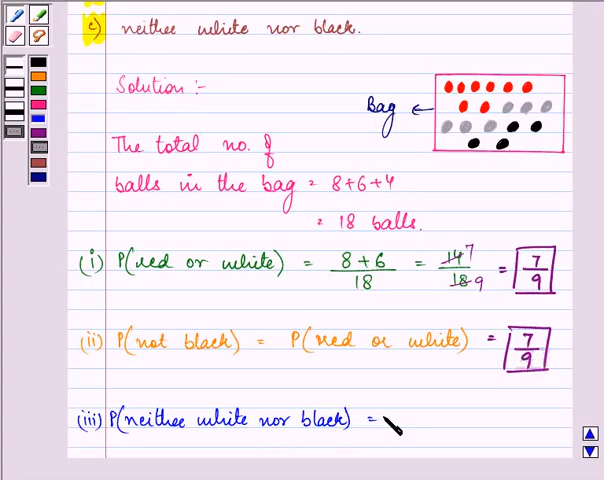 c) neither white nor black.
Solution :-
Bag ←
The total no. of
balls in the bag = 8+6+4
= 18 balls.
(i) P(red or white) = 8+6/18 = 14 7/18 9 = 7/9
(ii) P(not black) = P(red or white) = 7/9
(iii) P(neither white nor black) =